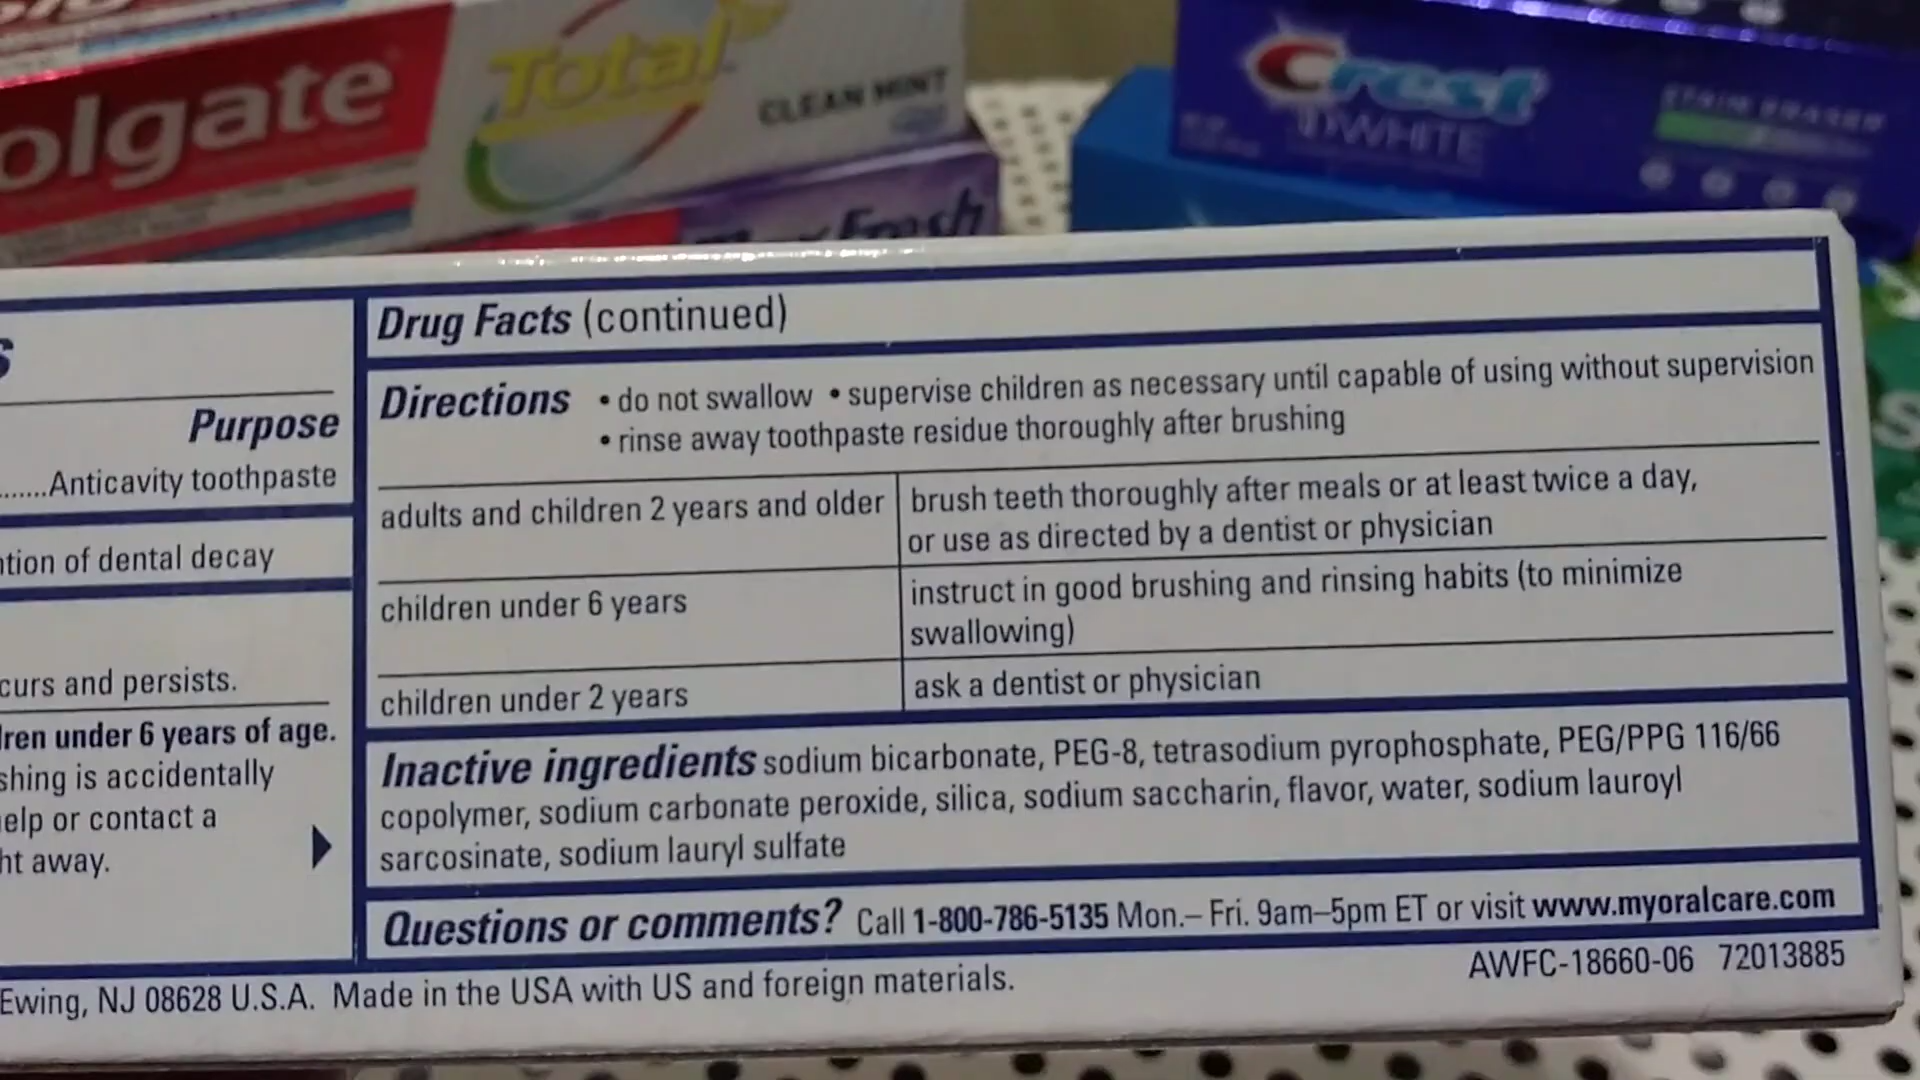 olgate
Total
CLEAN MINT
Fresh
Crest
3DWHITE
STAIN ERASER
Purpose
.......Anticavity toothpaste
ntion of dental decay
curs and persists.
dren under 6 years of age.
shing is accidentally
help or contact a
ht away.
Drug Facts (continued)
Directions • do not swallow • supervise children as necessary until capable of using without supervision
• rinse away toothpaste residue thoroughly after brushing
adults and children 2 years and older
brush teeth thoroughly after meals or at least twice a day,
or use as directed by a dentist or physician
children under 6 years
instruct in good brushing and rinsing habits (to minimize
swallowing)
children under 2 years
ask a dentist or physician
Inactive ingredients sodium bicarbonate, PEG-8, tetrasodium pyrophosphate, PEG/PPG 116/66
copolymer, sodium carbonate peroxide, silica, sodium saccharin, flavor, water, sodium lauroyl
sarcosinate, sodium lauryl sulfate
Questions or comments? Call 1-800-786-5135 Mon.– Fri. 9am–5pm ET or visit www.myoralcare.com
Ewing, NJ 08628 U.S.A. Made in the USA with US and foreign materials.
AWFC-18660-06 72013885